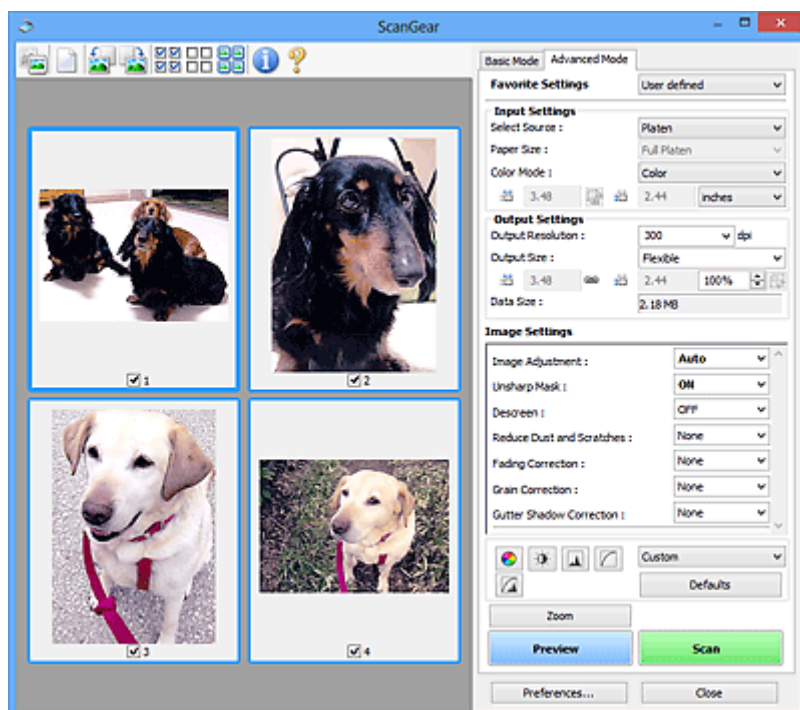 ScanGear
Basic Mode Advanced Mode
Favorite Settings User defined
Input Settings
Select Source : Platen
Paper Size : Full Platen
Color Mode : Color
3.48 2.44 inches
Output Settings
Output Resolution : 300 dpi
Output Size : Flexible
3.48 2.44 100%
Data Size : 2.18 MB
Image Settings
Image Adjustment : Auto
Unsharp Mask : ON
Descreen : OFF
Reduce Dust and Scratches : None
Fading Correction : None
Grain Correction : None
Gutter Shadow Correction : None
Custom
Defaults
Zoom
Preview Scan
Preferences... Close
1
2
3
4